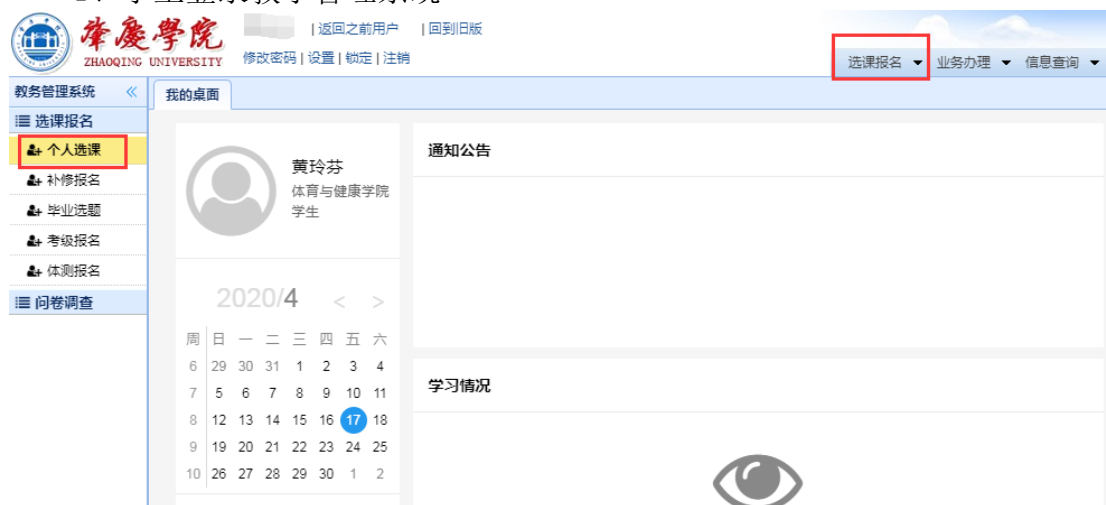 肇慶學院
ZHAOQING UNIVERSITY
| 返回之前用户 | 回到旧版
修改密码 | 设置 | 锁定 | 注销
选课报名 业务办理 信息查询
教务管理系统
我的桌面
选课报名
个人选课
补修报名
毕业选题
考级报名
体测报名
问卷调查
黄玲芬
体育与健康学院
学生
通知公告
2020/4 < >
周 日 一 二 三 四 五 六
6 29 30 31 1 2 3 4
7 5 6 7 8 9 10 11
8 12 13 14 15 16 17 18
9 19 20 21 22 23 24 25
10 26 27 28 29 30 1 2
学习情况